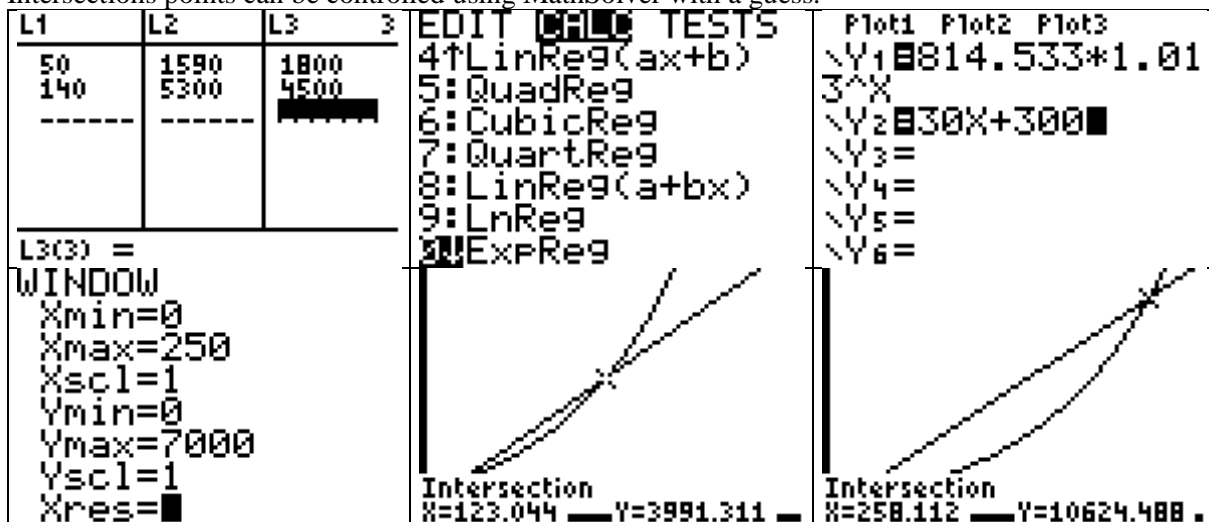 Intersections points can be controlled using MathSolver with a guess.
L1 L2 L3 3
50 1590 1800
140 5300 4500
------ ------
L3(3) =
EDIT CALC TESTS
4↑LinReg(ax+b)
5:QuadReg
6:CubicReg
7:QuartReg
8:LinReg(a+bx)
9:LnReg
0↓ExpReg
Plot1 Plot2 Plot3
\Y1=814.533*1.01
3^X
\Y2=30X+300
\Y3=
\Y4=
\Y5=
\Y6=
WINDOW
Xmin=0
Xmax=250
Xscl=1
Ymin=0
Ymax=7000
Yscl=1
Xres=
Intersection
X=123.044 Y=3991.311
Intersection
X=258.112 Y=10624.488